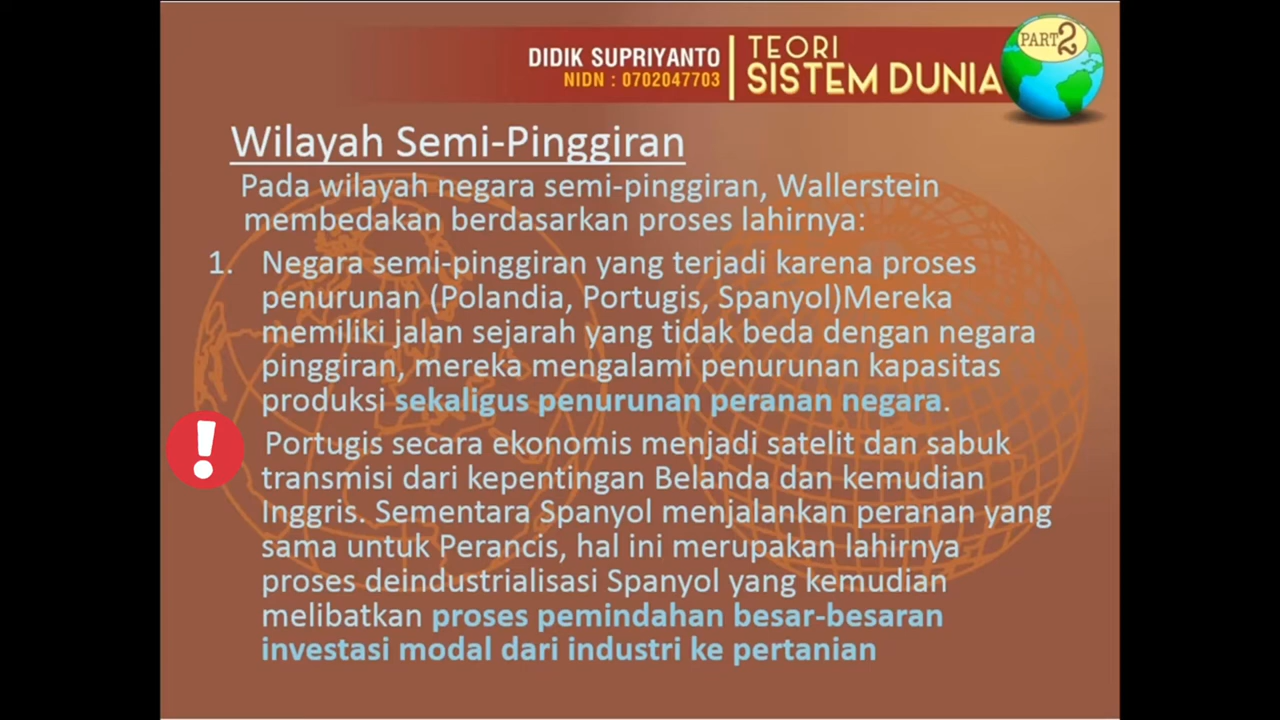 DIDIK SUPRIYANTO
NIDN : 0702047703
TEORI
SISTEM DUNIA
PART 2
Wilayah Semi-Pinggiran
Pada wilayah negara semi-pinggiran, Wallerstein
membedakan berdasarkan proses lahirnya:
1. Negara semi-pinggiran yang terjadi karena proses
penurunan (Polandia, Portugis, Spanyol)Mereka
memiliki jalan sejarah yang tidak beda dengan negara
pinggiran, mereka mengalami penurunan kapasitas
produksi sekaligus penurunan peranan negara.
! Portugis secara ekonomis menjadi satelit dan sabuk
transmisi dari kepentingan Belanda dan kemudian
Inggris. Sementara Spanyol menjalankan peranan yang
sama untuk Perancis, hal ini merupakan lahirnya
proses deindustrialisasi Spanyol yang kemudian
melibatkan proses pemindahan besar-besaran
investasi modal dari industri ke pertanian